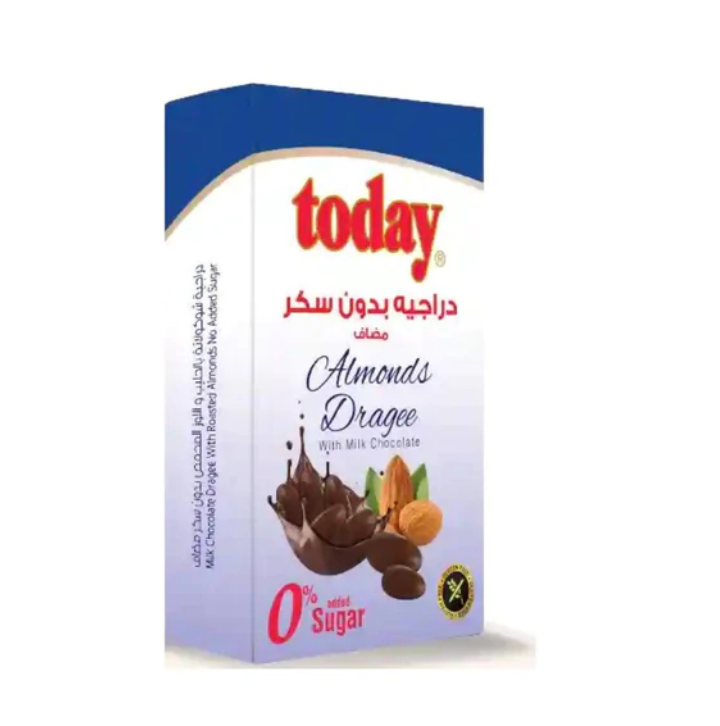 today®
دراجيه بدون سكر
مضاف
Almonds
Dragee
With Milk Chocolate
0% added
Sugar
دراجية شوكولاتة بالحليب و اللوز المحمص بدون سكر مضاف
Milk Chocolate Dragee With Roasted Almonds No Added Sugar